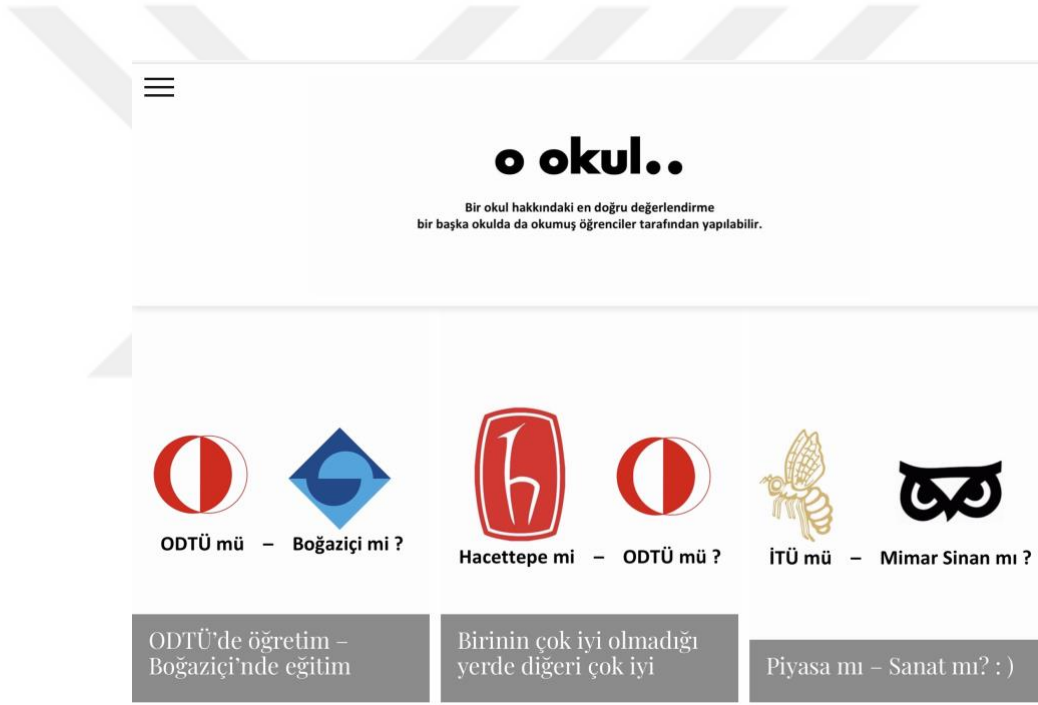 o okul..
Bir okul hakkındaki en doğru değerlendirme
bir başka okulda da okumuş öğrenciler tarafından yapılabilir.
ODTÜ mü – Boğaziçi mi ?
Hacettepe mi – ODTÜ mü ?
İTÜ mü – Mimar Sinan mı ?
ODTÜ’de öğretim –
Boğaziçi’nde eğitim
Birinin çok iyi olmadığı
yerde diğeri çok iyi
Piyasa mı – Sanat mı? : )